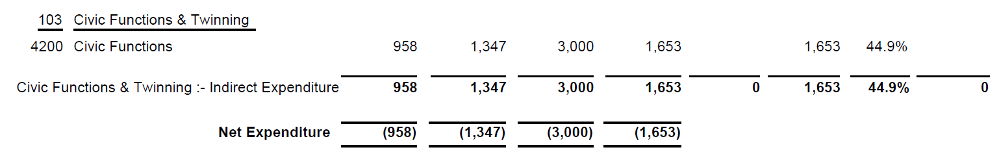 103 Civic Functions & Twinning
4200 Civic Functions 958 1,347 3,000 1,653 1,653 44.9%
Civic Functions & Twinning :- Indirect Expenditure 958 1,347 3,000 1,653 0 1,653 44.9% 0
Net Expenditure (958) (1,347) (3,000) (1,653)